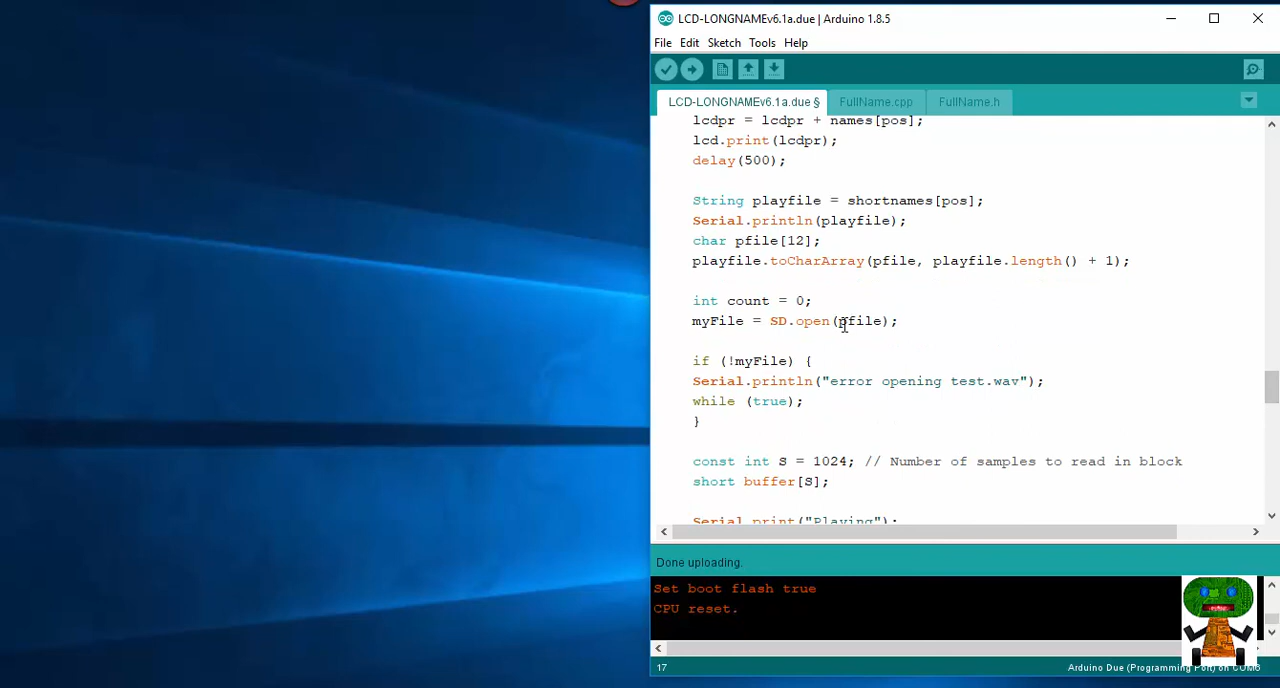 LCD-LONGNAMEv6.1a.due | Arduino 1.8.5
File Edit Sketch Tools Help
LCD-LONGNAMEv6.1a.due § FullName.cpp FullName.h
lcdpr = lcdpr + names[pos];
lcd.print(lcdpr);
delay(500);
String playfile = shortnames[pos];
Serial.println(playfile);
char pfile[12];
playfile.toCharArray(pfile, playfile.length() + 1);
int count = 0;
myFile = SD.open(pfile);
if (!myFile) {
Serial.println("error opening test.wav");
while (true);
}
const int S = 1024; // Number of samples to read in block
short buffer[S];
Serial.print("Playing");
Done uploading.
Set boot flash true
CPU reset.
17 Arduino Due (Programming Port) on COM6